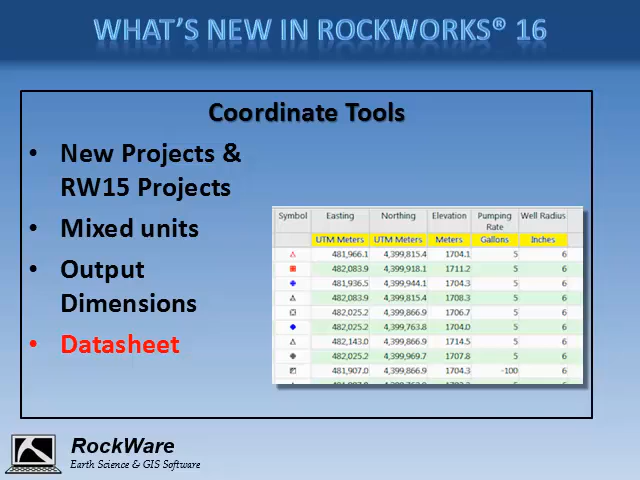 WHAT'S NEW IN ROCKWORKS® 16
Coordinate Tools
• New Projects &
RW15 Projects
• Mixed units
• Output
Dimensions
• Datasheet
Symbol Easting Northing Elevation Pumping Rate Well Radius
UTM Meters UTM Meters Meters Gallons Inches
481,966.1 4,399,815.4 1704.1 5 6
482,083.9 4,399,918.1 1711.2 5 6
481,936.5 4,399,944.1 1704.3 5 6
482,083.9 4,399,815.4 1708.3 5 6
482,025.2 4,399,866.9 1706.7 5 6
482,025.2 4,399,763.8 1704.0 5 6
482,143.0 4,399,866.9 1714.5 5 6
482,025.2 4,399,969.7 1707.8 5 6
481,907.0 4,399,866.9 1704.3 -100 6
RockWare
Earth Science & GIS Software